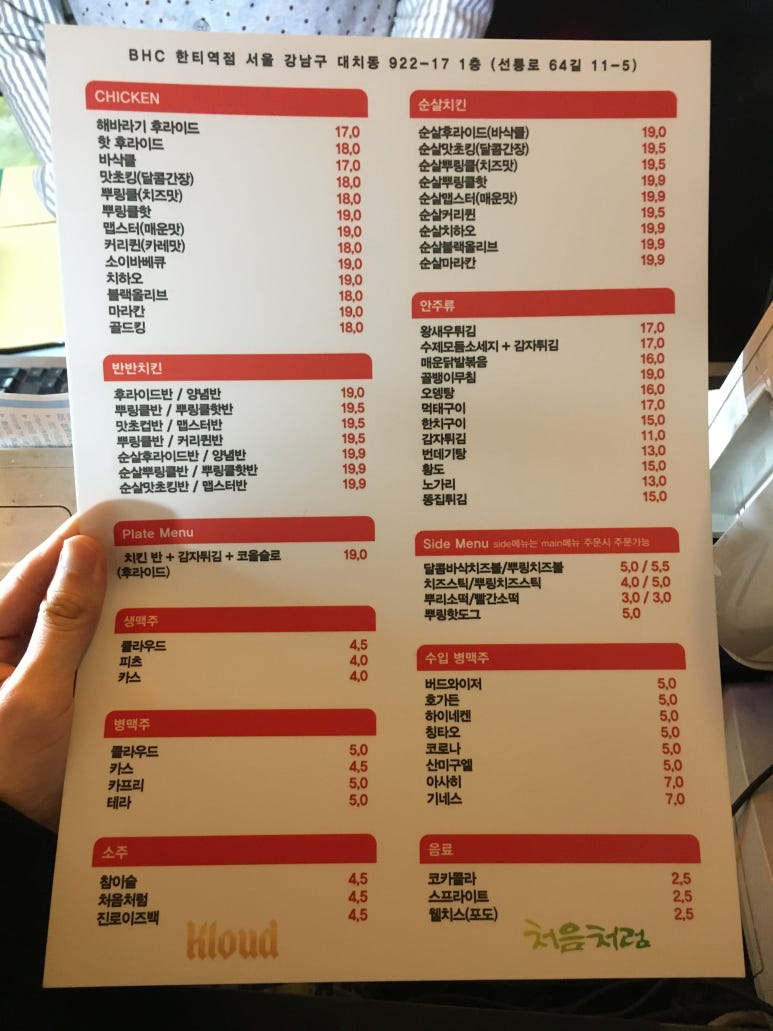 BHC 한티역점 서울 강남구 대치동 922-17 1층 (선릉로 64길 11-5)
CHICKEN
해바라기 후라이드 17,0
핫 후라이드 18,0
바삭클 17,0
맛초킹(달콤간장) 18,0
뿌링클(치즈맛) 18,0
뿌링클핫 19,0
맵스터(매운맛) 19,0
커리퀸(카레맛) 18,0
소이바베큐 19,0
치하오 19,0
블랙올리브 18,0
마라칸 19,0
골드킹 18,0
반반치킨
후라이드반 / 양념반 19,0
뿌링클반 / 뿌링클핫반 19,5
맛초컵반 / 맵스터반 19,5
뿌링클반 / 커리퀸반 19,5
순살후라이드반 / 양념반 19,9
순살뿌링클반 / 뿌링클핫반 19,9
순살맛초킹반 / 맵스터반 19,9
Plate Menu
치킨 반 + 감자튀김 + 코울슬로 19,0
(후라이드)
생맥주
클라우드 4,5
피츠 4,0
카스 4,0
병맥주
클라우드 5,0
카스 4,5
카프리 5,0
테라 5,0
소주
참이슬 4,5
처음처럼 4,5
진로이즈백 4,5
Kloud
순살치킨
순살후라이드(바삭클) 19,0
순살맛초킹(달콤간장) 19,5
순살뿌링클(치즈맛) 19,5
순살뿌링클핫 19,9
순살맵스터(매운맛) 19,9
순살커리퀸 19,5
순살치하오 19,9
순살블랙올리브 19,9
순살마라칸 19,9
안주류
왕새우튀김 17,0
수제모듬소세지 + 감자튀김 17,0
매운닭발볶음 16,0
골뱅이무침 19,0
오뎅탕 16,0
먹태구이 17,0
한치구이 15,0
감자튀김 11,0
번데기탕 13,0
황도 15,0
노가리 13,0
똥집튀김 15,0
Side Menu side메뉴는 main메뉴 주문시 주문가능
달콤바삭치즈볼/뿌링치즈볼 5,0 / 5,5
치즈스틱/뿌링치즈스틱 4,0 / 5,0
뿌리소떡/빨간소떡 3,0 / 3,0
뿌링핫도그 5,0
수입 병맥주
버드와이저 5,0
호가든 5,0
하이네켄 5,0
칭타오 5,0
코로나 5,0
산미구엘 5,0
아사히 7,0
기네스 7,0
음료
코카콜라 2,5
스프라이트 2,5
웰치스(포도) 2,5
처음처럼